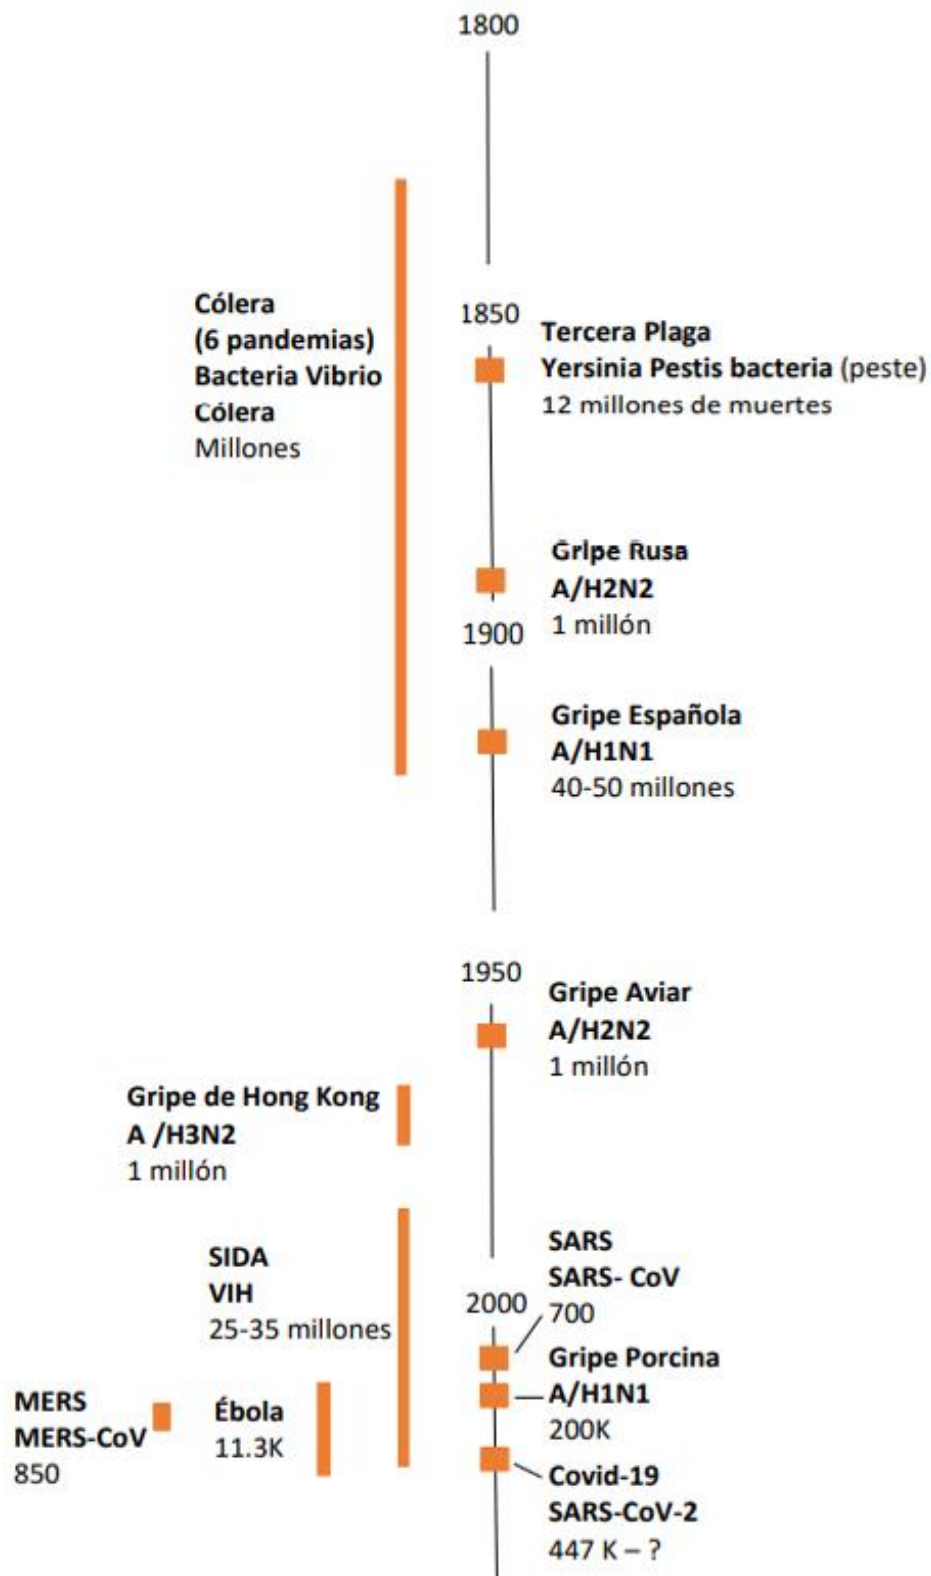 1800
Cólera
(6 pandemias)
Bacteria Vibrio
Cólera
Millones
1850
Tercera Plaga
Yersinia Pestis bacteria (peste)
12 millones de muertes
Gripe Rusa
A/H2N2
1 millón
1900
Gripe Española
A/H1N1
40-50 millones
1950
Gripe Aviar
A/H2N2
1 millón
Gripe de Hong Kong
A /H3N2
1 millón
SIDA
VIH
25-35 millones
2000
SARS
SARS- CoV
700
Gripe Porcina
A/H1N1
200K
MERS
MERS-CoV
850
Ébola
11.3K
Covid-19
SARS-CoV-2
447 K – ?